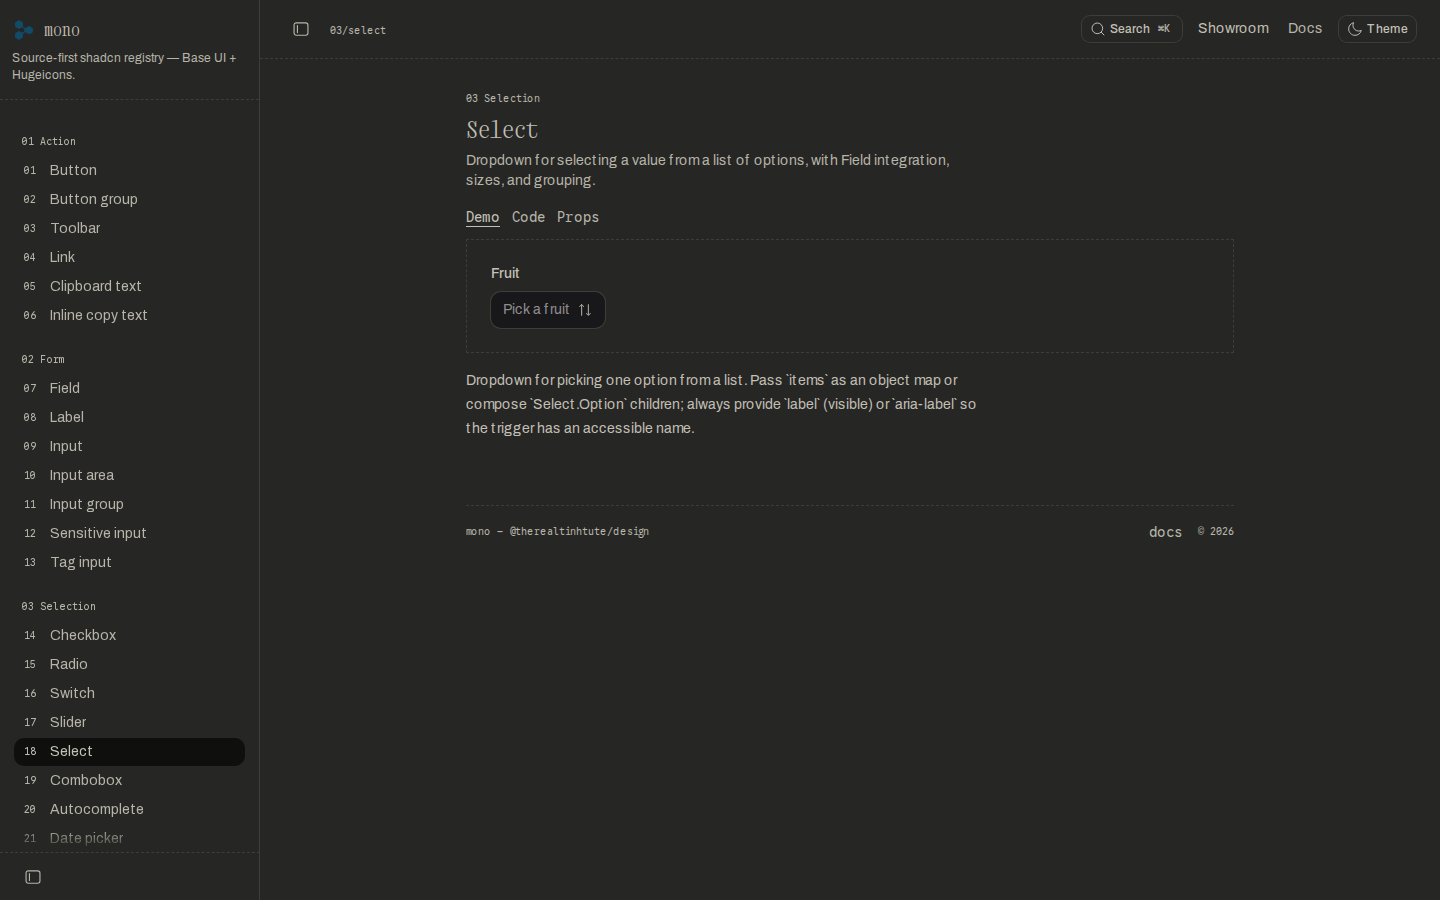 mono
Source-first shadcn registry — Base UI +
Hugeicons.
01 Action
01 Button
02 Button group
03 Toolbar
04 Link
05 Clipboard text
06 Inline copy text
02 Form
07 Field
08 Label
09 Input
10 Input area
11 Input group
12 Sensitive input
13 Tag input
03 Selection
14 Checkbox
15 Radio
16 Switch
17 Slider
18 Select
19 Combobox
20 Autocomplete
21 Date picker
03/select
Search ⌘K
Showroom
Docs
Theme
03 Selection
Select
Dropdown for selecting a value from a list of options, with Field integration,
sizes, and grouping.
Demo Code Props
Fruit
Pick a fruit
Dropdown for picking one option from a list. Pass `items` as an object map or
compose `Select.Option` children; always provide `label` (visible) or `aria-label` so
the trigger has an accessible name.
mono — @therealtinhtute/design
docs © 2026